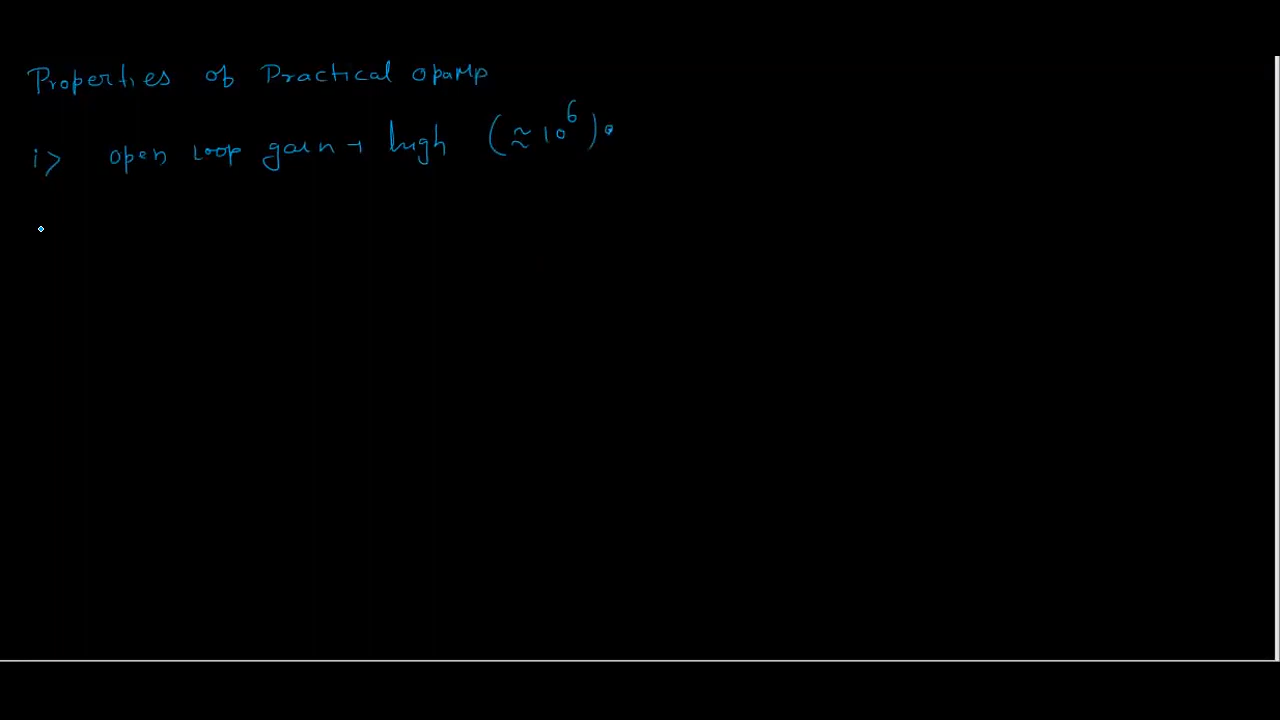 Properties of Practical opamp
i> open loop gain → high (≈ 10⁶).